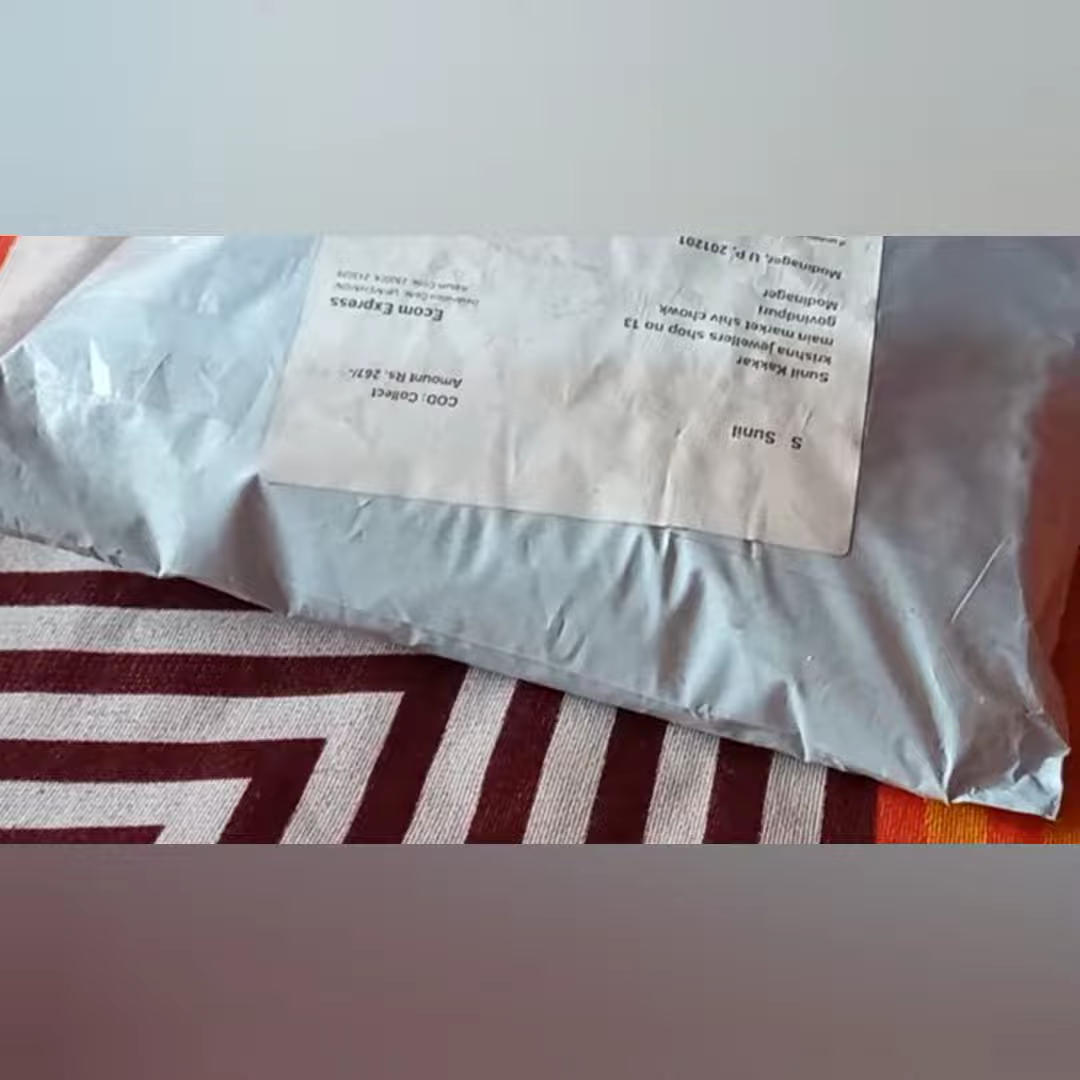 S Sunil
Sunil Kakkar
krishna jewellers shop no 13
main market shiv chowk
govindpuri
Modinager
Modinager, U P, 201201
COD: Collect
Amount Rs. 267/-
Ecom Express